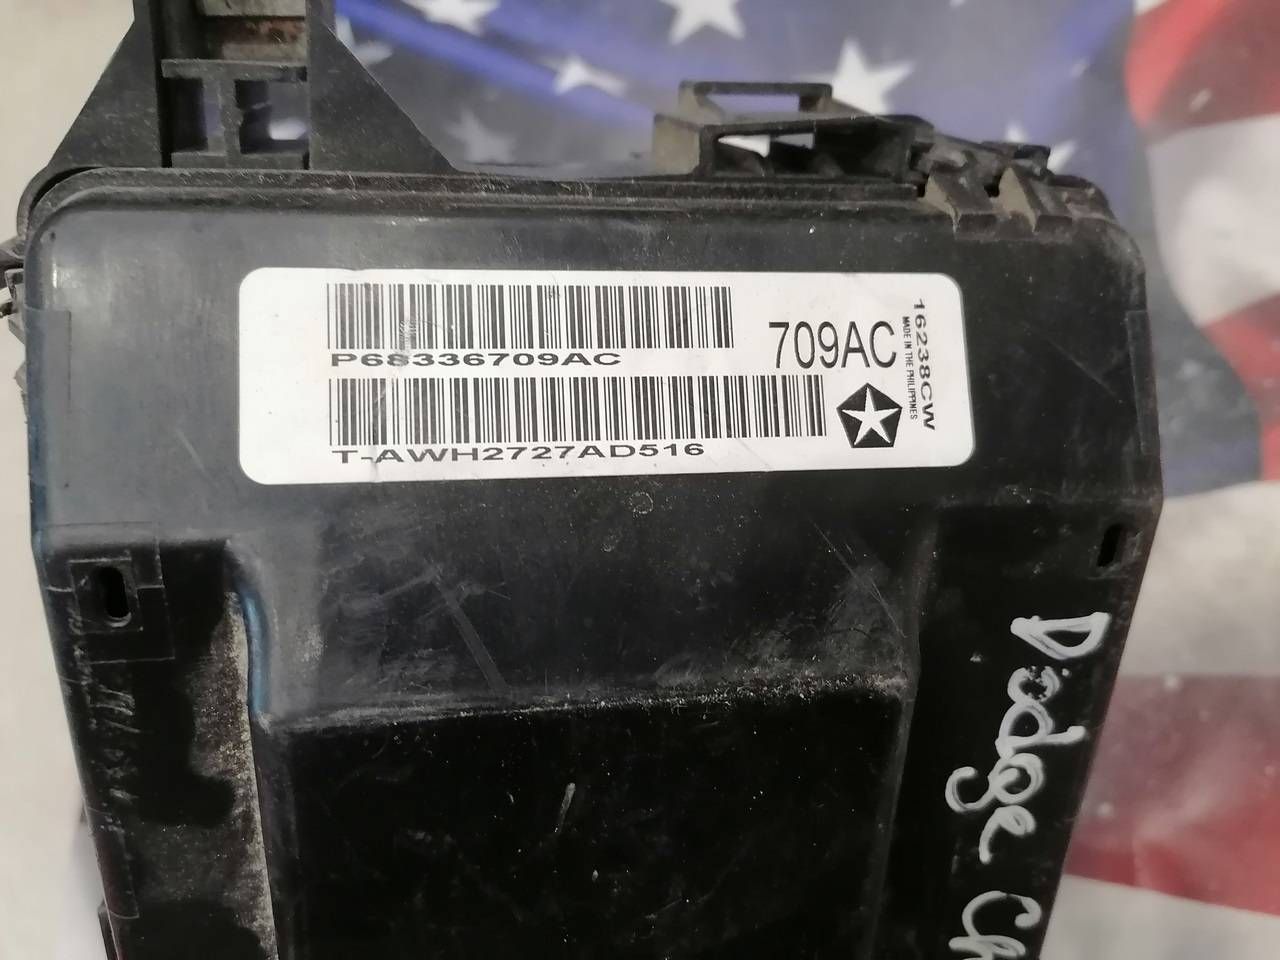 P68336709AC
709AC
T-AWH2727AD516
16238CW
MADE IN THE PHILIPPINES
Dodge